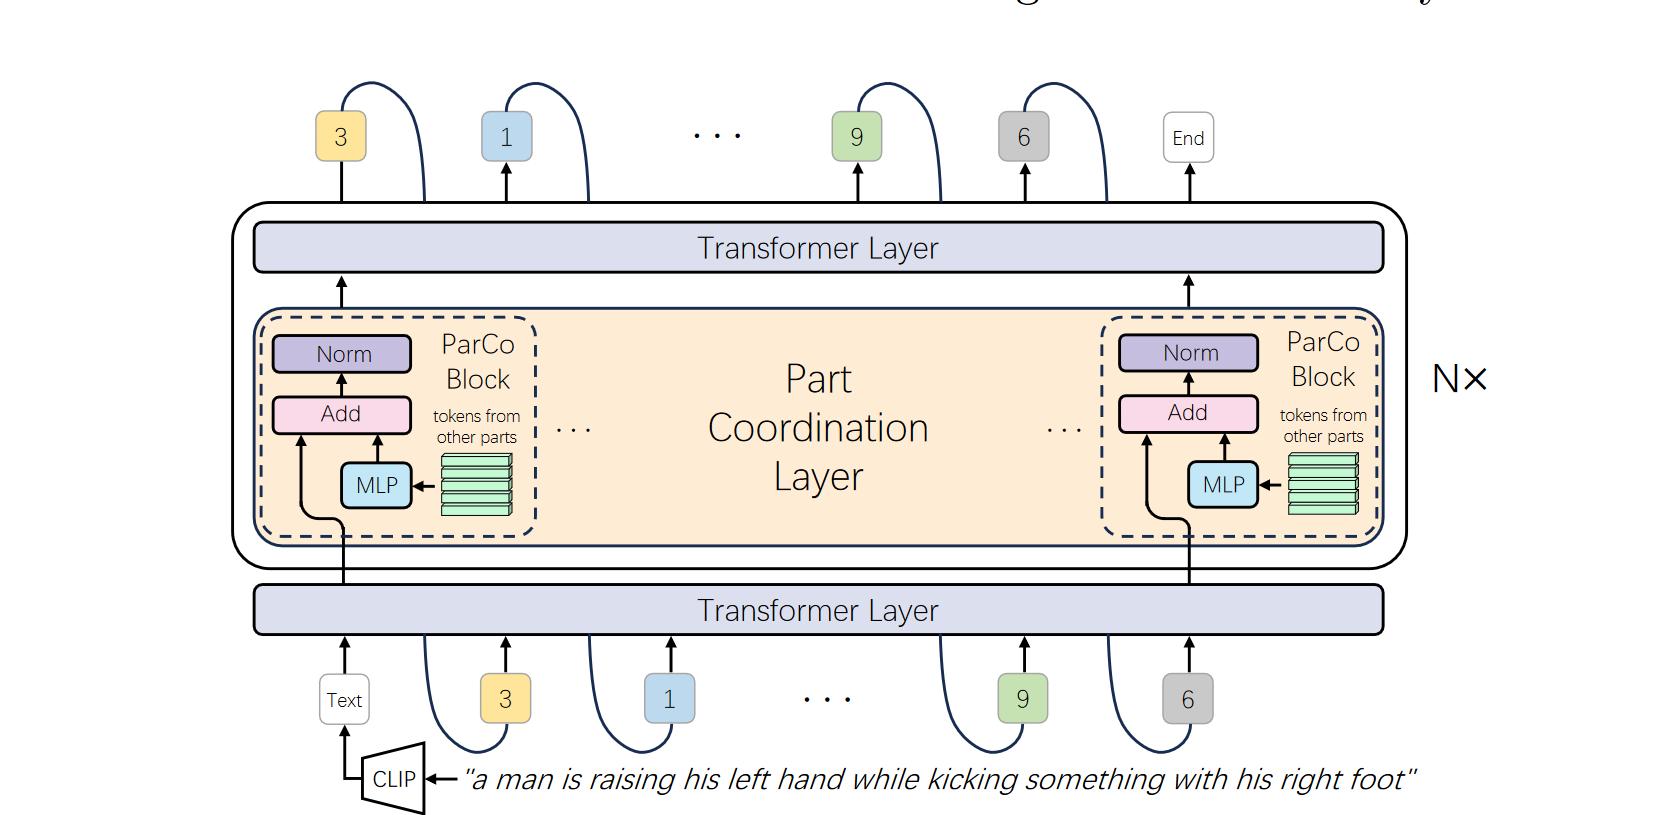 3 1 ... 9 6 End
Transformer Layer
Norm
Add
MLP
ParCo
Block
tokens from
other parts
...
Part
Coordination
Layer
...
Norm
Add
MLP
ParCo
Block
tokens from
other parts
N×
Transformer Layer
Text 3 1 ... 9 6
CLIP
"a man is raising his left hand while kicking something with his right foot"